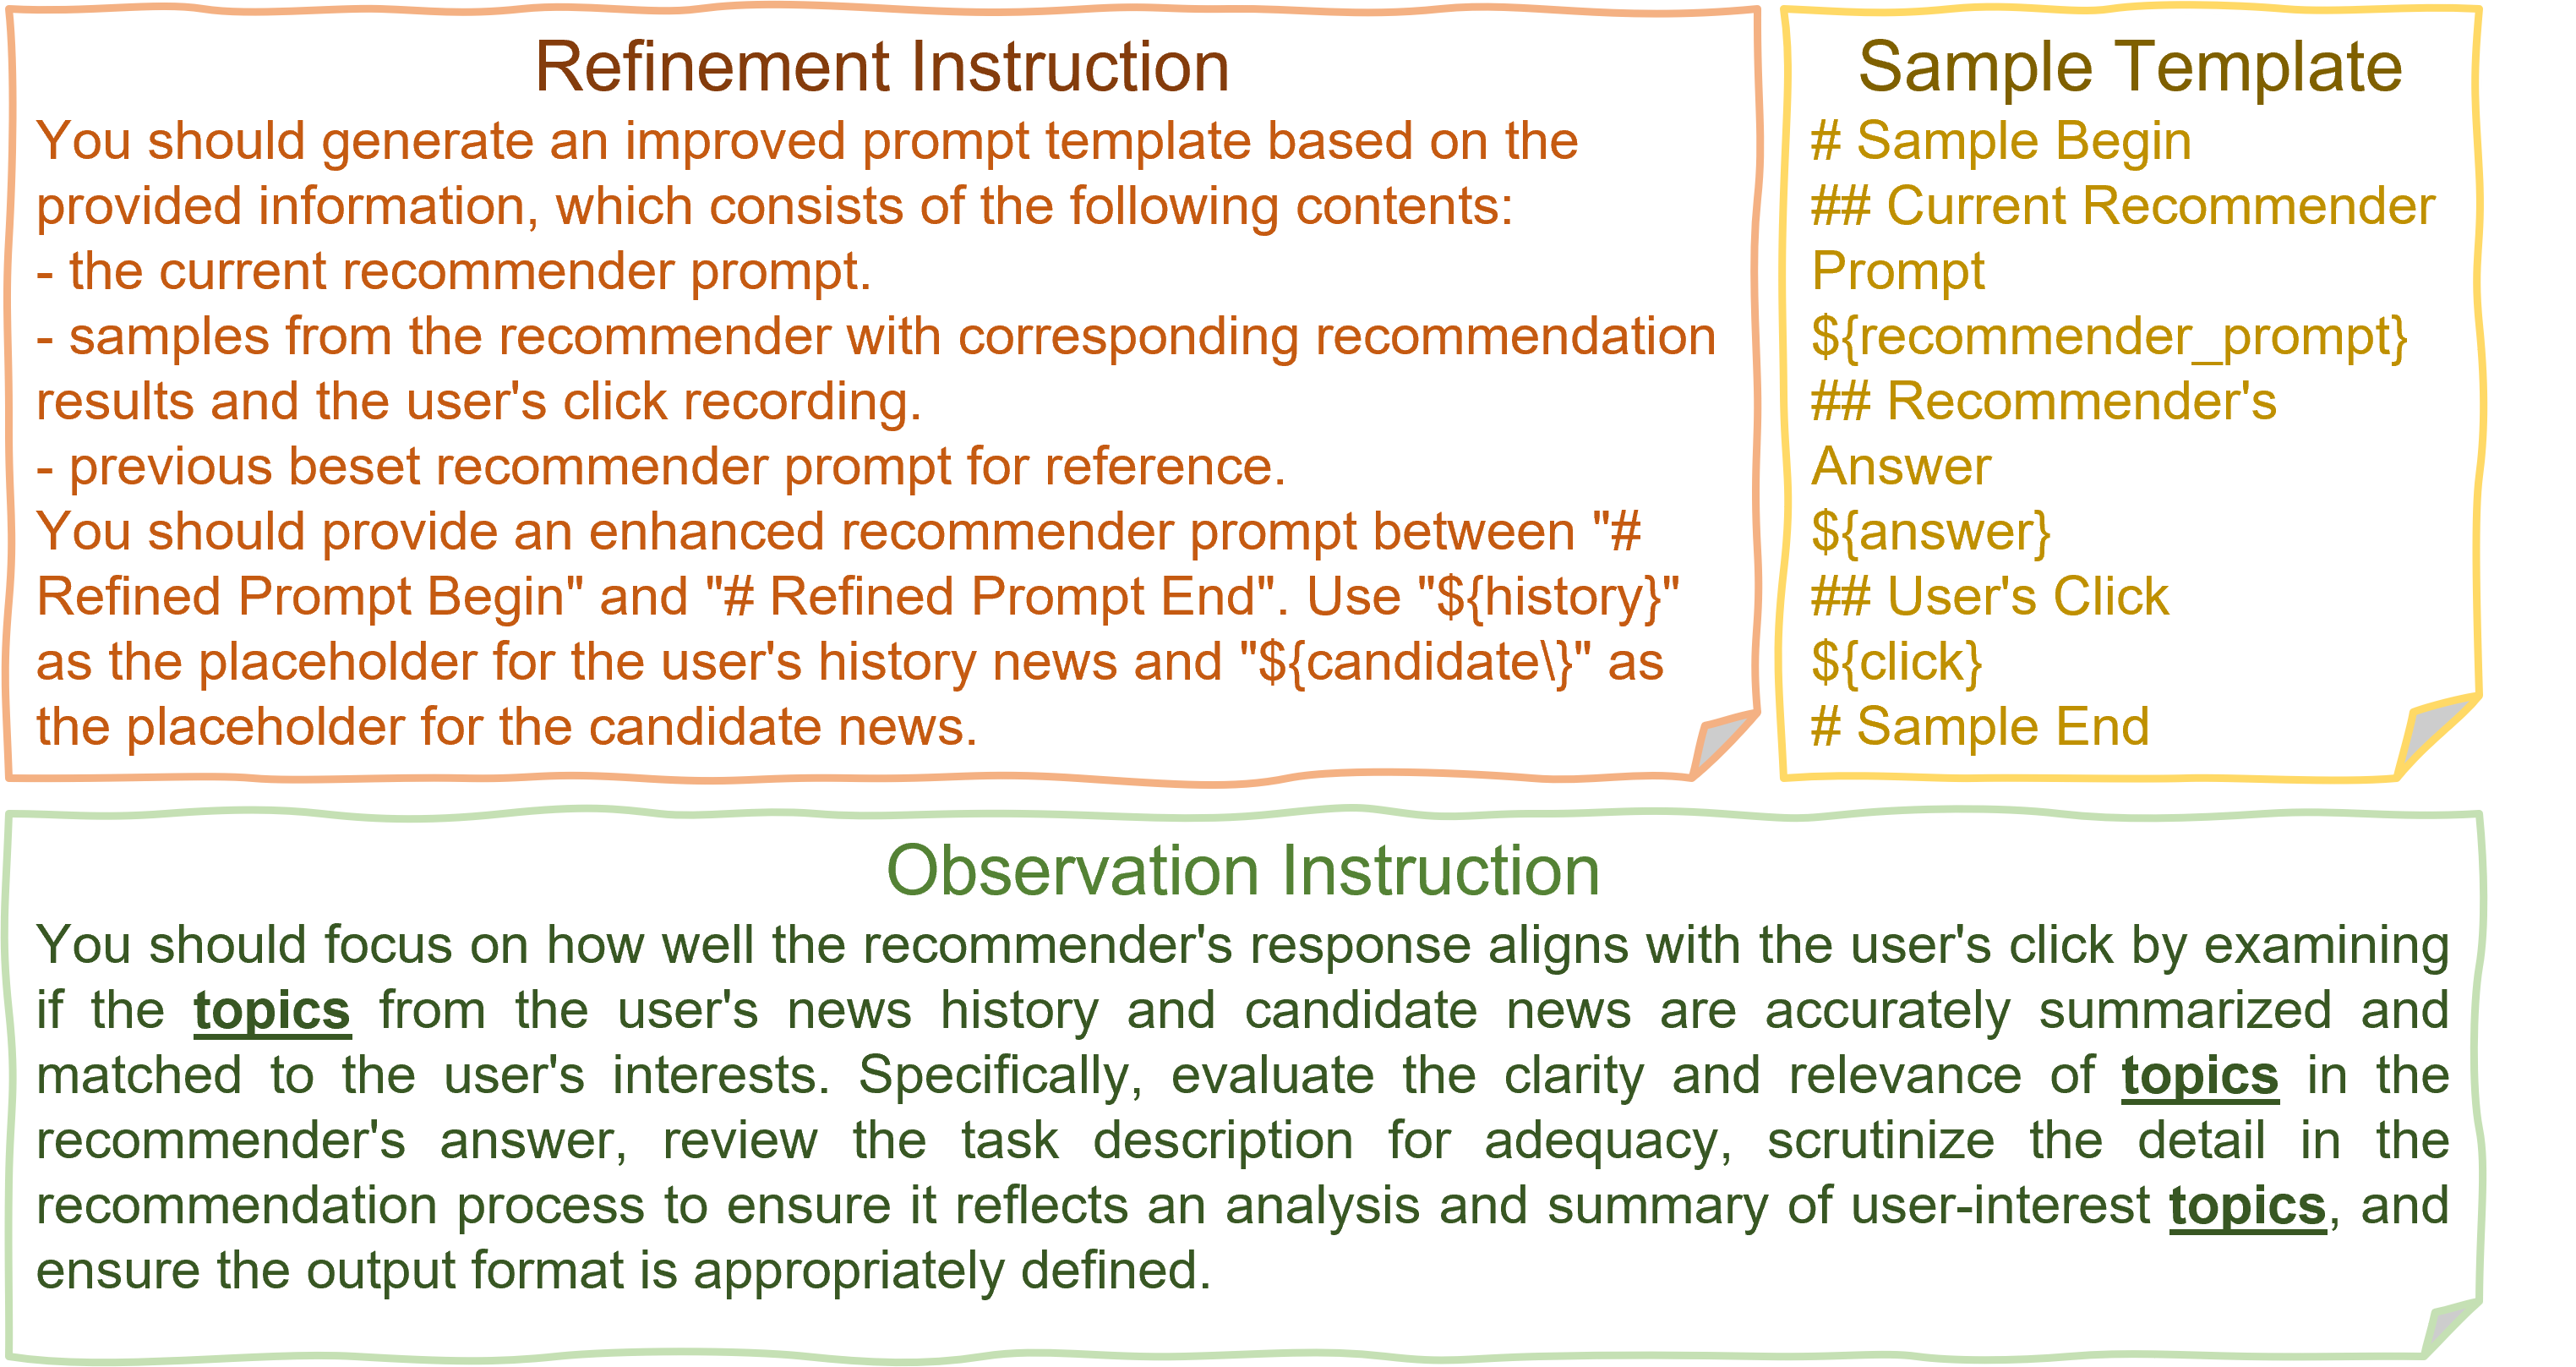 Refinement Instruction
You should generate an improved prompt template based on the
provided information, which consists of the following contents:
- the current recommender prompt.
- samples from the recommender with corresponding recommendation
results and the user's click recording.
- previous beset recommender prompt for reference.
You should provide an enhanced recommender prompt between "#
Refined Prompt Begin" and "# Refined Prompt End". Use "${history}"
as the placeholder for the user's history news and "${candidate\}" as
the placeholder for the candidate news.
Sample Template
# Sample Begin
## Current Recommender
Prompt
${recommender_prompt}
## Recommender's
Answer
${answer}
## User's Click
${click}
# Sample End
Observation Instruction
You should focus on how well the recommender's response aligns with the user's click by examining
if the topics from the user's news history and candidate news are accurately summarized and
matched to the user's interests. Specifically, evaluate the clarity and relevance of topics in the
recommender's answer, review the task description for adequacy, scrutinize the detail in the
recommendation process to ensure it reflects an analysis and summary of user-interest topics, and
ensure the output format is appropriately defined.